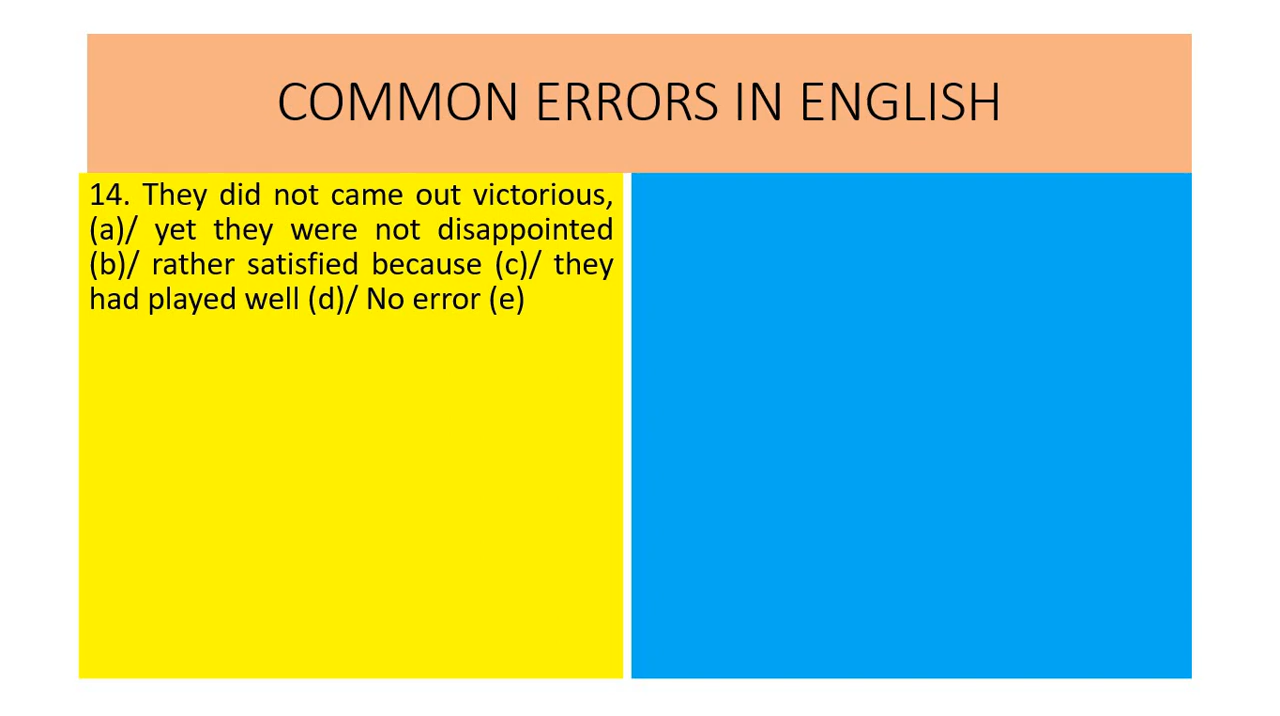 COMMON ERRORS IN ENGLISH
14. They did not came out victorious,
(a)/ yet they were not disappointed
(b)/ rather satisfied because (c)/ they
had played well (d)/ No error (e)